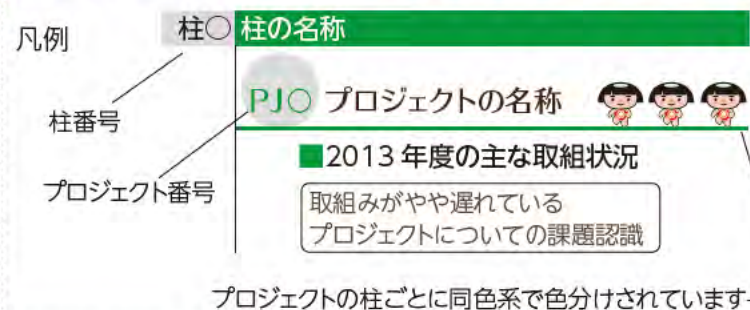 凡例
柱○ 柱の名称
PJ○ プロジェクトの名称
柱番号
■2013年度の主な取組状況
プロジェクト番号
取組みがやや遅れている
プロジェクトについての課題認識
プロジェクトの柱ごとに同色系で色分けされています